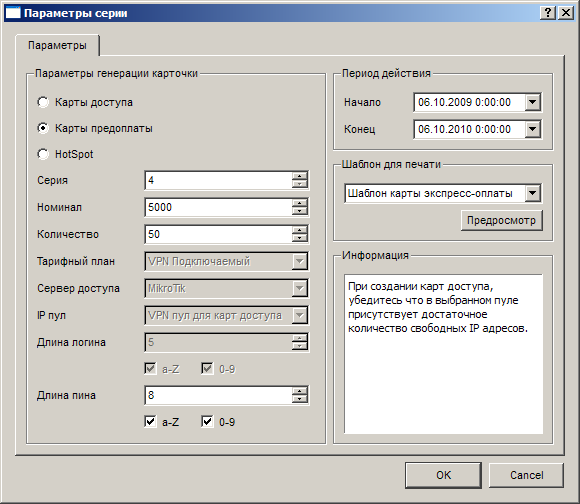 Параметры серии
Параметры
Параметры генерации карточки
Карты доступа
Карты предоплаты
HotSpot
Серия 4
Номинал 5000
Количество 50
Тарифный план VPN Подключаемый
Сервер доступа MikroTik
IP пул VPN пул для карт доступа
Длина логина 5
a-Z 0-9
Длина пина 8
a-Z 0-9
Период действия
Начало 06.10.2009 0:00:00
Конец 06.10.2010 0:00:00
Шаблон для печати
Шаблон карты экспресс-оплаты
Предросмотр
Информация
При создании карт доступа,
убедитесь что в выбранном пуле
присутствует достаточное
количество свободных IP адресов.
OK Cancel